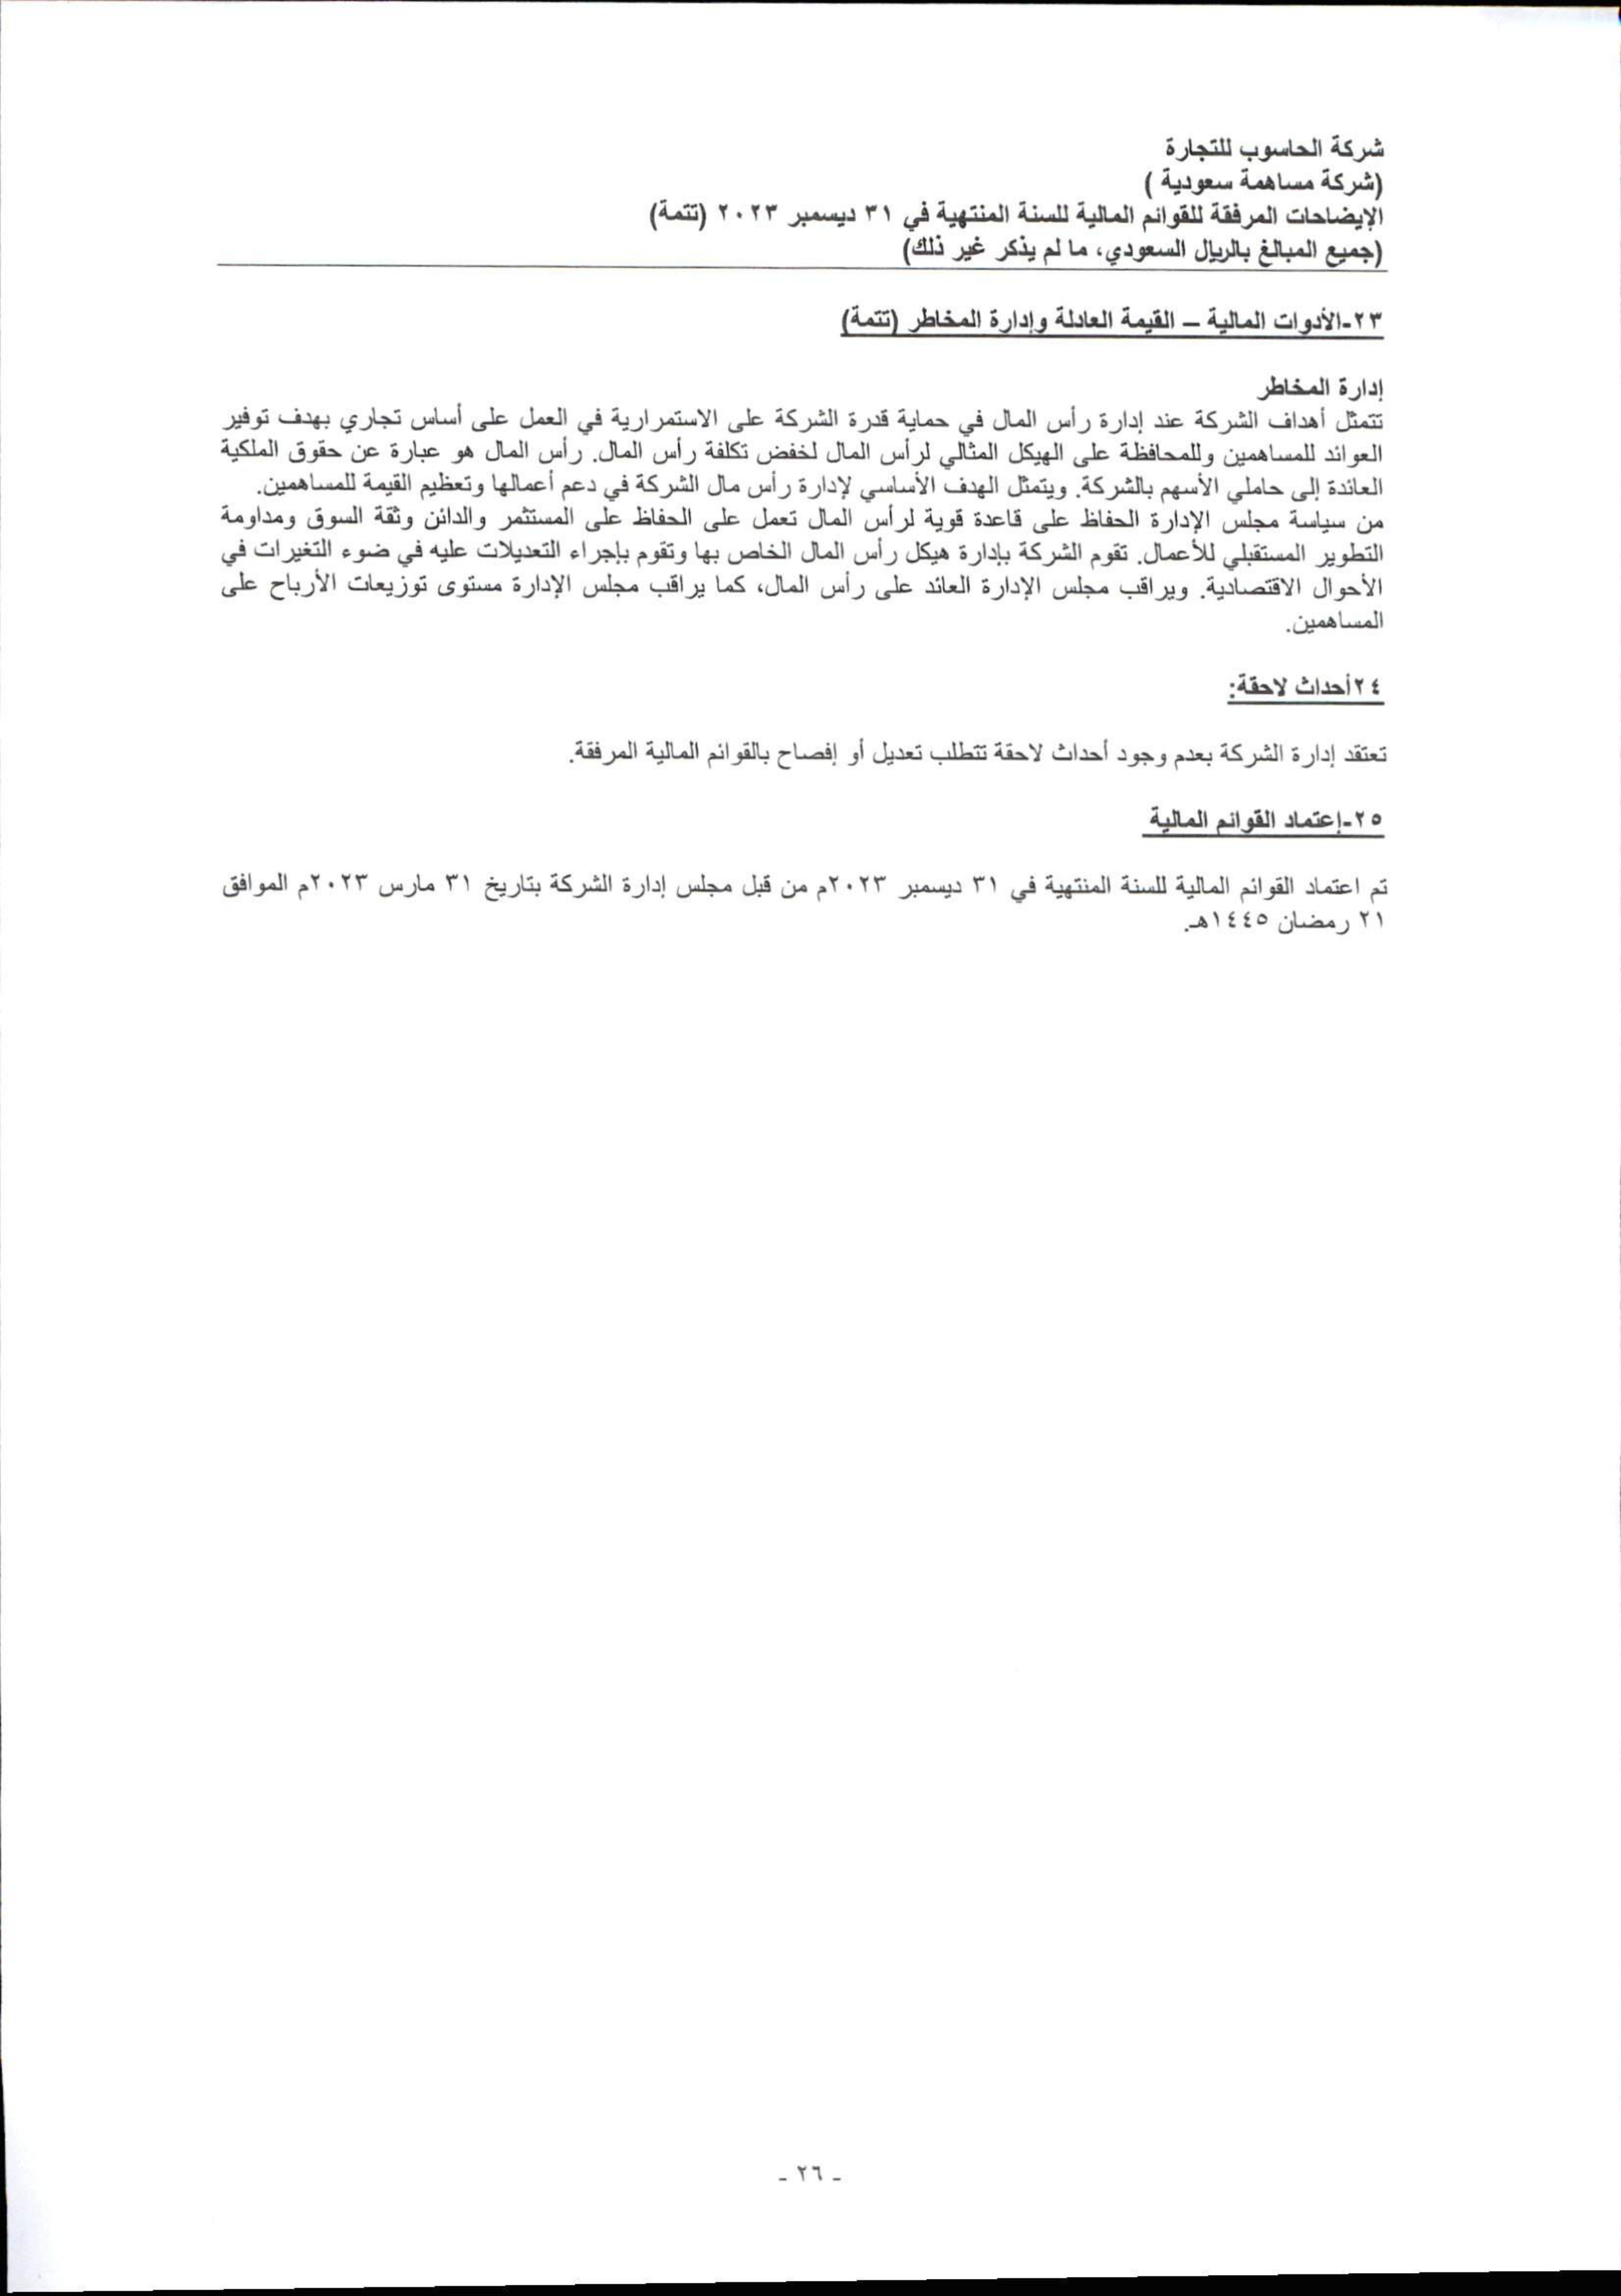 شركة الحاسوب للتجارة
(شركة مساهمة سعودية )
الإيضاحات المرفقة للقوائم المالية للسنة المنتهية في ٣١ ديسمبر ٢٠٢٣ (تتمة)
(جميع المبالغ بالريال السعودي، ما لم يذكر غير ذلك)
٢٣-الأدوات المالية – القيمة العادلة وإدارة المخاطر (تتمة)
إدارة المخاطر
تتمثل أهداف الشركة عند إدارة رأس المال في حماية قدرة الشركة على الاستمرارية في العمل على أساس تجاري بهدف توفير
العوائد للمساهمين وللمحافظة على الهيكل المثالي لرأس المال لخفض تكلفة رأس المال. رأس المال هو عبارة عن حقوق الملكية
العائدة إلى حاملي الأسهم بالشركة. ويتمثل الهدف الأساسي لإدارة رأس مال الشركة في دعم أعمالها وتعظيم القيمة للمساهمين.
من سياسة مجلس الإدارة الحفاظ على قاعدة قوية لرأس المال تعمل على الحفاظ على المستثمر والدائن وثقة السوق ومداومة
التطوير المستقبلي للأعمال. تقوم الشركة بإدارة هيكل رأس المال الخاص بها وتقوم بإجراء التعديلات عليه في ضوء التغيرات في
الأحوال الاقتصادية. ويراقب مجلس الإدارة العائد على رأس المال، كما يراقب مجلس الإدارة مستوى توزيعات الأرباح على
المساهمين.
٢٤أحداث لاحقة:
تعتقد إدارة الشركة بعدم وجود أحداث لاحقة تتطلب تعديل أو إفصاح بالقوائم المالية المرفقة.
٢٥-إعتماد القوائم المالية
تم اعتماد القوائم المالية للسنة المنتهية في ٣١ ديسمبر ٢٠٢٣م من قبل مجلس إدارة الشركة بتاريخ ٣١ مارس ٢٠٢٣م الموافق
٢١ رمضان ١٤٤٥هـ.
- ٢٦ -